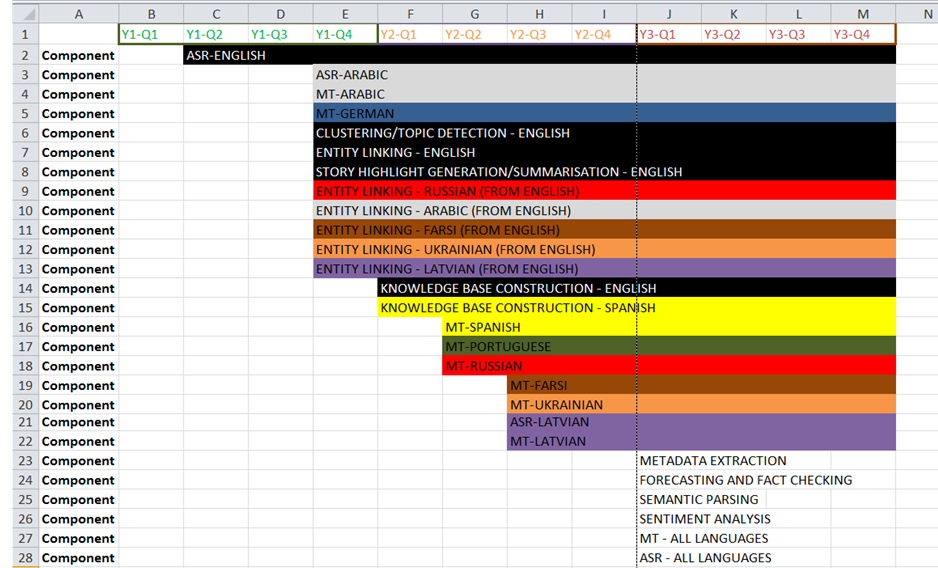 A B C D E F G H I J K L M N
1 Y1-Q1 Y1-Q2 Y1-Q3 Y1-Q4 Y2-Q1 Y2-Q2 Y2-Q3 Y2-Q4 Y3-Q1 Y3-Q2 Y3-Q3 Y3-Q4
2 Component ASR-ENGLISH
3 Component ASR-ARABIC
4 Component MT-ARABIC
5 Component MT-GERMAN
6 Component CLUSTERING/TOPIC DETECTION - ENGLISH
7 Component ENTITY LINKING - ENGLISH
8 Component STORY HIGHLIGHT GENERATION/SUMMARISATION - ENGLISH
9 Component ENTITY LINKING - RUSSIAN (FROM ENGLISH)
10 Component ENTITY LINKING - ARABIC (FROM ENGLISH)
11 Component ENTITY LINKING - FARSI (FROM ENGLISH)
12 Component ENTITY LINKING - UKRAINIAN (FROM ENGLISH)
13 Component ENTITY LINKING - LATVIAN (FROM ENGLISH)
14 Component KNOWLEDGE BASE CONSTRUCTION - ENGLISH
15 Component KNOWLEDGE BASE CONSTRUCTION - SPANISH
16 Component MT-SPANISH
17 Component MT-PORTUGUESE
18 Component MT-RUSSIAN
19 Component MT-FARSI
20 Component MT-UKRAINIAN
21 Component ASR-LATVIAN
22 Component MT-LATVIAN
23 Component METADATA EXTRACTION
24 Component FORECASTING AND FACT CHECKING
25 Component SEMANTIC PARSING
26 Component SENTIMENT ANALYSIS
27 Component MT - ALL LANGUAGES
28 Component ASR - ALL LANGUAGES